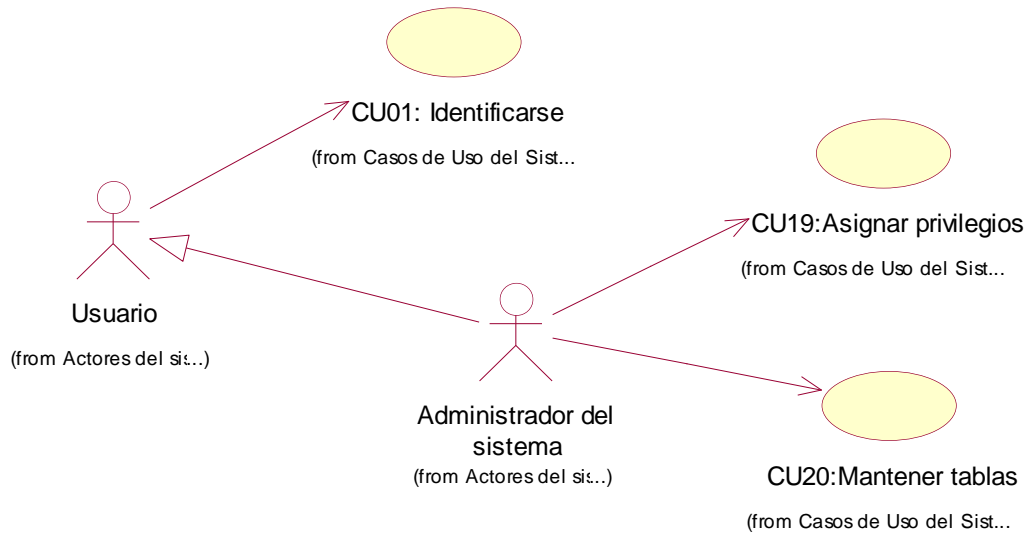 CU01: Identificarse
(from Casos de Uso del Sist...
CU19:Asignar privilegios
(from Casos de Uso del Sist...
Usuario
(from Actores del sis...)
Administrador del
sistema
(from Actores del sis...)
CU20:Mantener tablas
(from Casos de Uso del Sist...